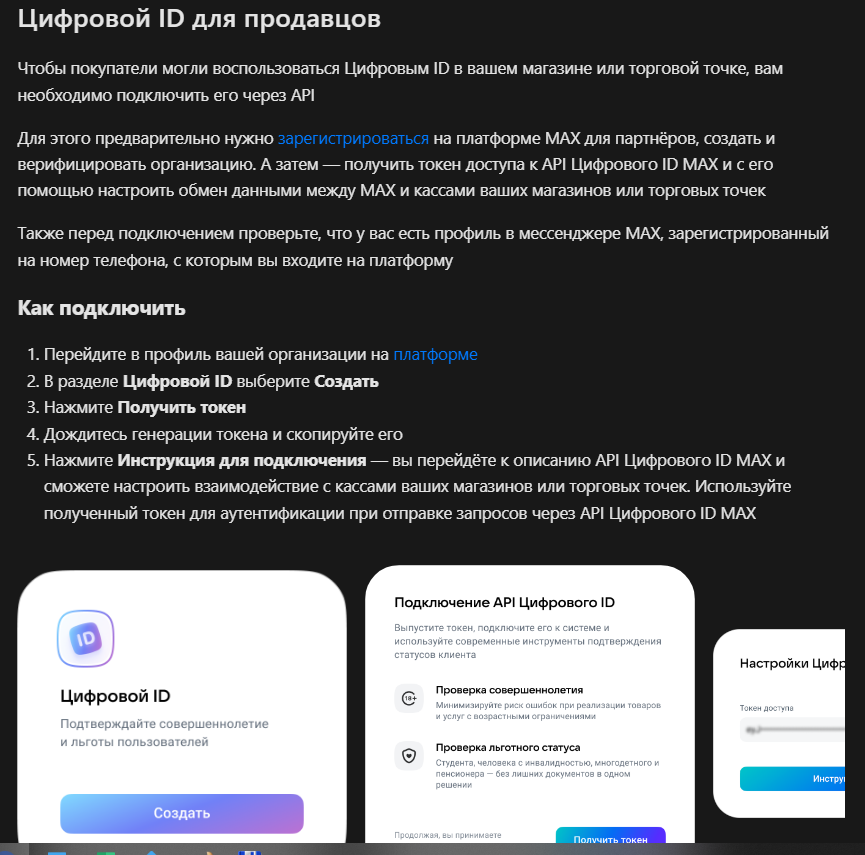 Цифровой ID для продавцов
Чтобы покупатели могли воспользоваться Цифровым ID в вашем магазине или торговой точке, вам
необходимо подключить его через API
Для этого предварительно нужно зарегистрироваться на платформе MAX для партнёров, создать и
верифицировать организацию. А затем — получить токен доступа к API Цифрового ID MAX и с его
помощью настроить обмен данными между MAX и кассами ваших магазинов или торговых точек
Также перед подключением проверьте, что у вас есть профиль в мессенджере MAX, зарегистрированный
на номер телефона, с которым вы входите на платформу
Как подключить
1. Перейдите в профиль вашей организации на платформе
2. В разделе Цифровой ID выберите Создать
3. Нажмите Получить токен
4. Дождитесь генерации токена и скопируйте его
5. Нажмите Инструкция для подключения — вы перейдёте к описанию API Цифрового ID MAX и
сможете настроить взаимодействие с кассами ваших магазинов или торговых точек. Используйте
полученный токен для аутентификации при отправке запросов через API Цифрового ID MAX
ID
Цифровой ID
Подтверждайте совершеннолетие
и льготы пользователей
Создать
Подключение API Цифрового ID
Выпустите токен, подключите его к системе и
используйте современные инструменты подтверждения
статусов клиента
18+
Проверка совершеннолетия
Минимизируйте риск ошибок при реализации товаров
и услуг с возрастными ограничениями
Проверка льготного статуса
Студента, человека с инвалидностью, многодетного и
пенсионера — без лишних документов в одном
решении
Продолжая, вы принимаете
Получить токен
Настройки Цифр
Токен доступа
Инстру